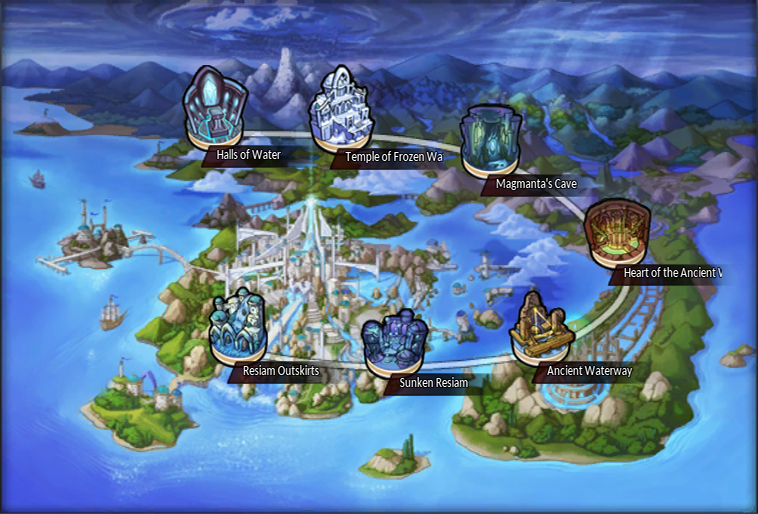 Halls of Water
Temple of Frozen Wa
Magmanta's Cave
Heart of the Ancient
Resiam Outskirts
Sunken Resiam
Ancient Waterway